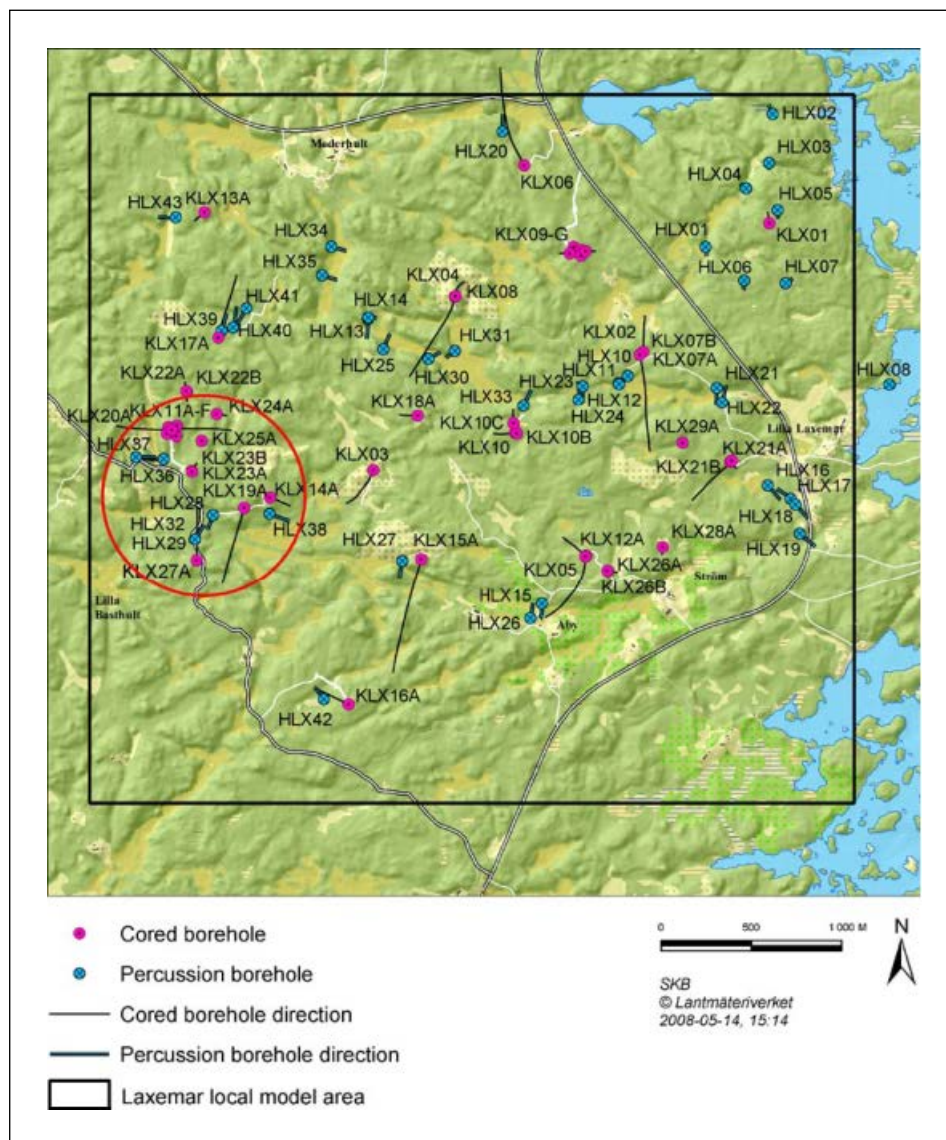 HLX02
HLX03
Mederhult
HLX20
KLX06
HLX04
HLX05
KLX01
HLX43
KLX13A
HLX34
KLX09-G
HLX01
HLX35
HLX06
HLX07
KLX04
KLX08
HLX41
HLX14
HLX39
HLX40
HLX13
KLX17A
HLX25
HLX31
HLX30
KLX02
KLX07B
HLX10
KLX07A
HLX11
HLX21
HLX08
KLX22A
KLX22B
HLX23
HLX12
HLX33
HLX24
HLX22
KLX20A
KLX11A-F
KLX24A
KLX18A
KLX10C
KLX10
KLX10B
KLX29A
Lilla Laxemar
HLX37
KLX25A
HLX36
KLX23B
KLX23A
KLX03
KLX21A
KLX21B
HLX16
HLX17
KLX19A
KLX14A
HLX28
HLX18
HLX32
HLX38
HLX29
HLX19
KLX27A
HLX27
KLX15A
KLX12A
KLX28A
KLX05
KLX26A
KLX26B
Ström
Lilla
Basthult
HLX15
HLX26
Aby
HLX42
KLX16A
Cored borehole
Percussion borehole
Cored borehole direction
Percussion borehole direction
Laxemar local model area
0 500 1 000 M
N
SKB
© Lantmäteriverket
2008-05-14, 15:14